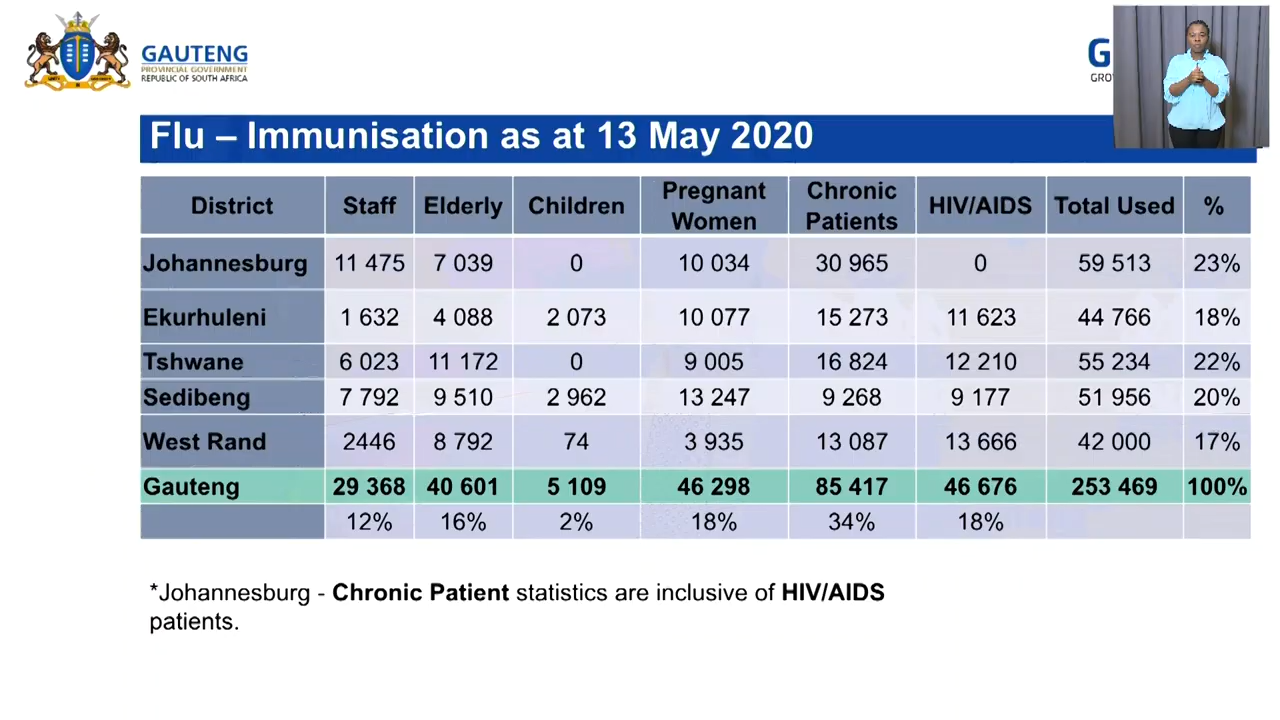 GAUTENG
PROVINCIAL GOVERNMENT
REPUBLIC OF SOUTH AFRICA
G
GRO
Flu – Immunisation as at 13 May 2020
District Staff Elderly Children Pregnant Women Chronic Patients HIV/AIDS Total Used %
Johannesburg 11 475 7 039 0 10 034 30 965 0 59 513 23%
Ekurhuleni 1 632 4 088 2 073 10 077 15 273 11 623 44 766 18%
Tshwane 6 023 11 172 0 9 005 16 824 12 210 55 234 22%
Sedibeng 7 792 9 510 2 962 13 247 9 268 9 177 51 956 20%
West Rand 2446 8 792 74 3 935 13 087 13 666 42 000 17%
Gauteng 29 368 40 601 5 109 46 298 85 417 46 676 253 469 100%
12% 16% 2% 18% 34% 18%
*Johannesburg - Chronic Patient statistics are inclusive of HIV/AIDS
patients.